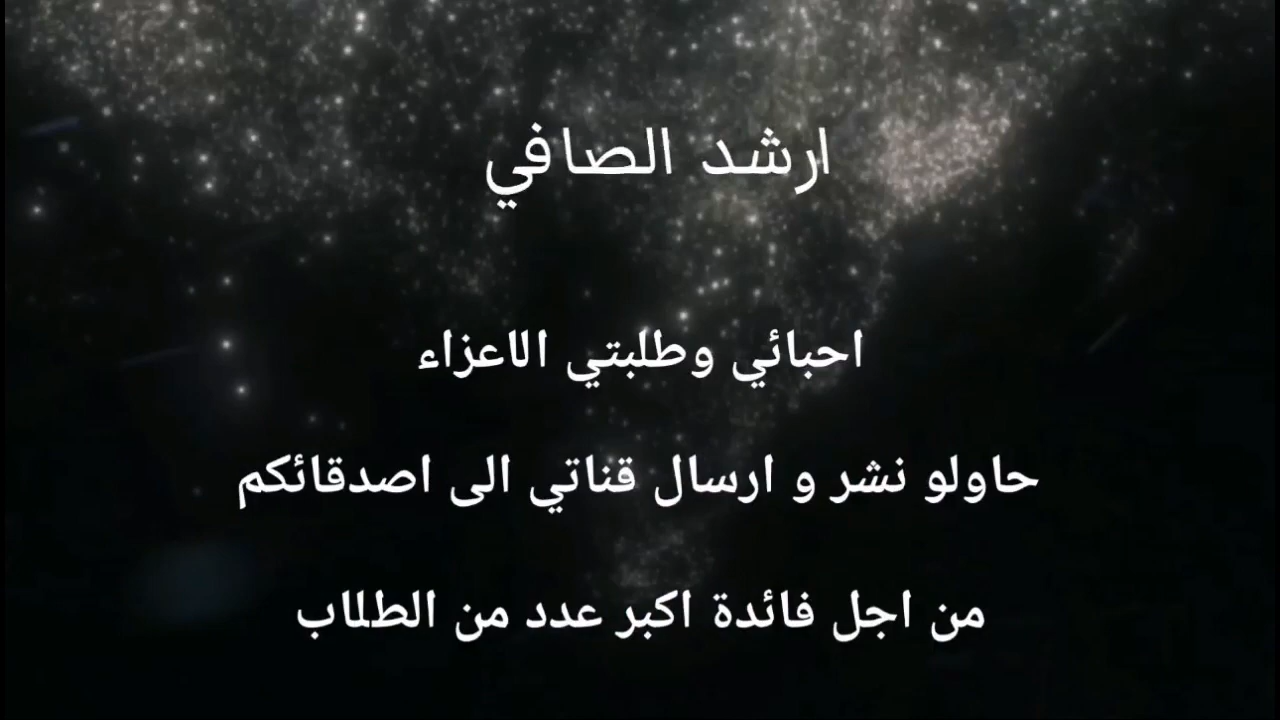 ارشد الصافي
احبائي وطلبتي الاعزاء
حاولو نشر و ارسال قناتي الى اصدقائكم
من اجل فائدة اكبر عدد من الطلاب